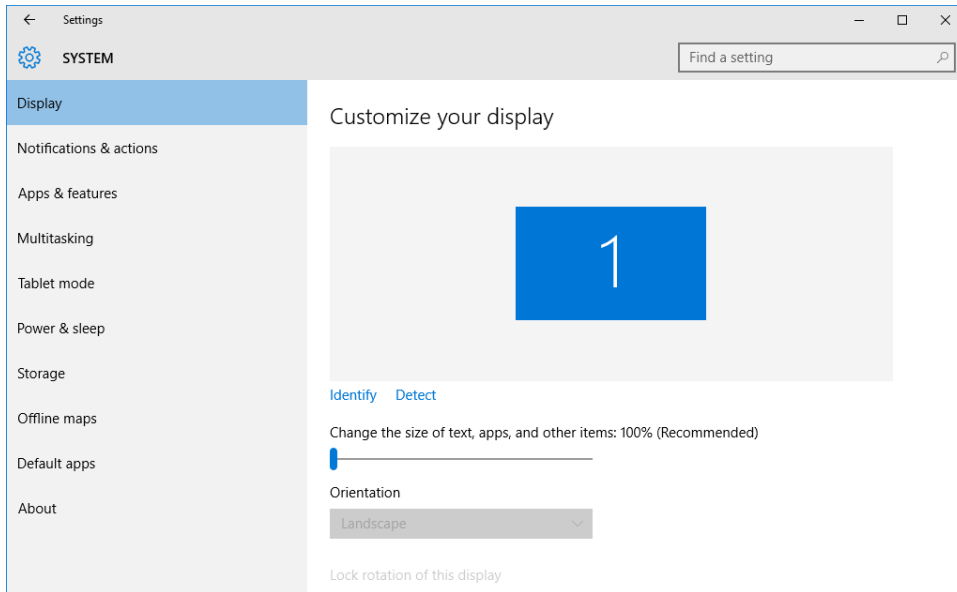 Settings
SYSTEM
Find a setting
Display
Notifications & actions
Apps & features
Multitasking
Tablet mode
Power & sleep
Storage
Offline maps
Default apps
About
Customize your display
1
Identify Detect
Change the size of text, apps, and other items: 100% (Recommended)
Orientation
Landscape
Lock rotation of this display